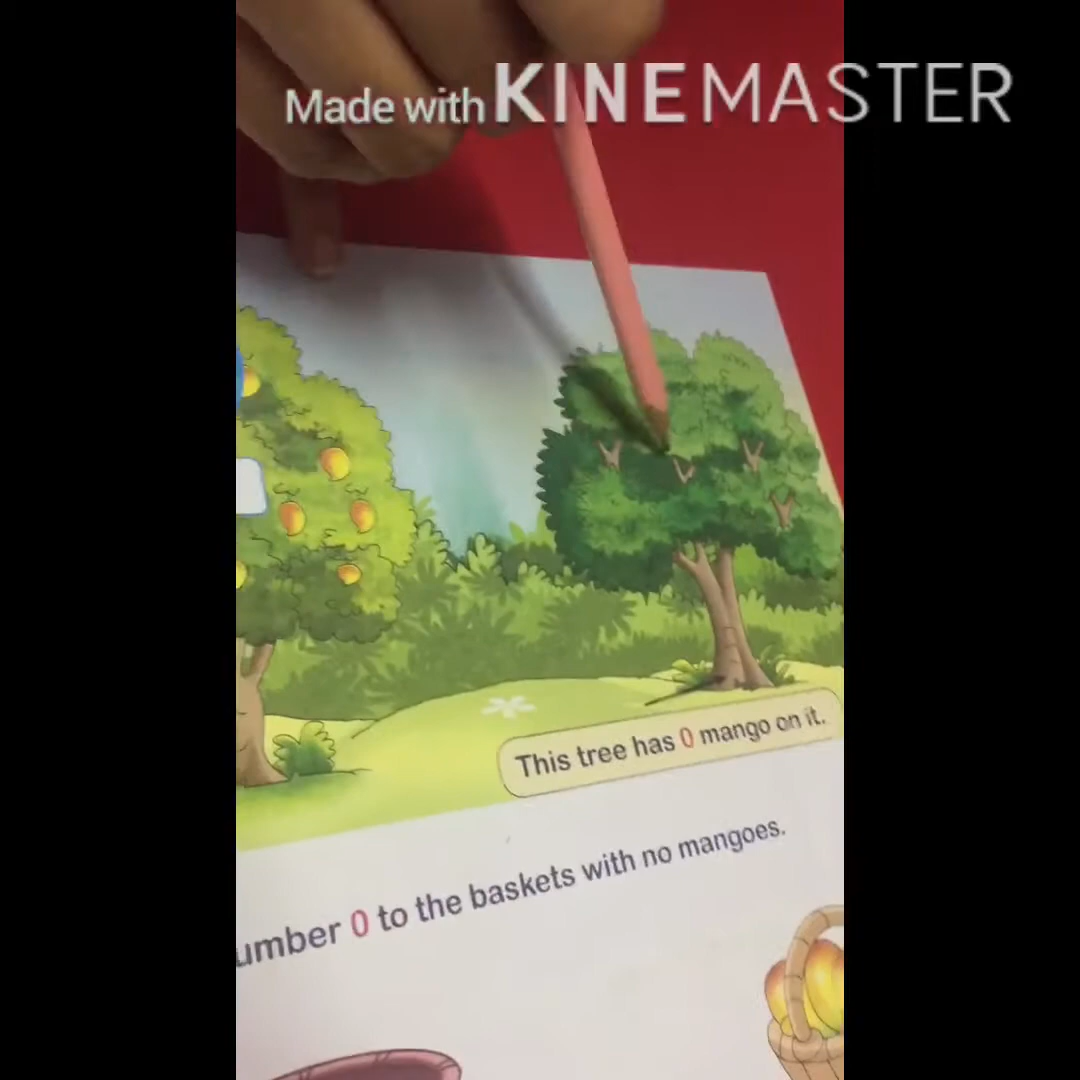 Made with KINEMASTER
This tree has 0 mango on it.
umber 0 to the baskets with no mangoes.